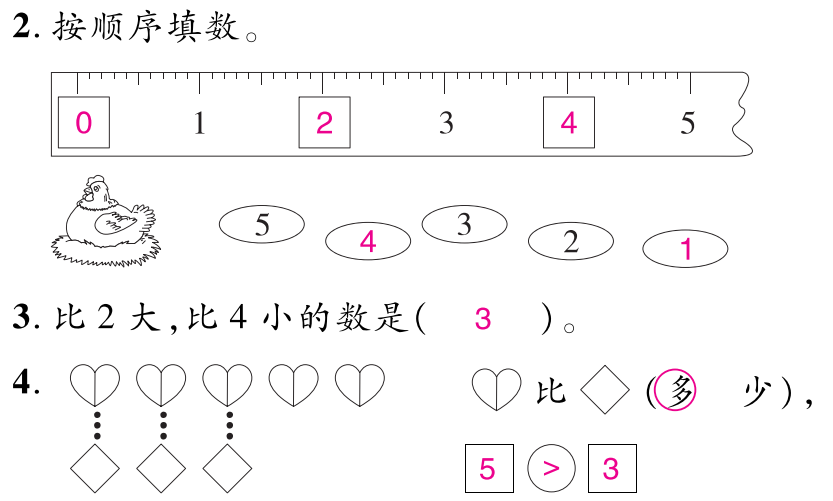 2. 按顺序填数。
0 1 2 3 4 5
5 4 3 2 1
3. 比 2 大,比 4 小的数是( 3 )。
4. 比 (多 少),
5 > 3